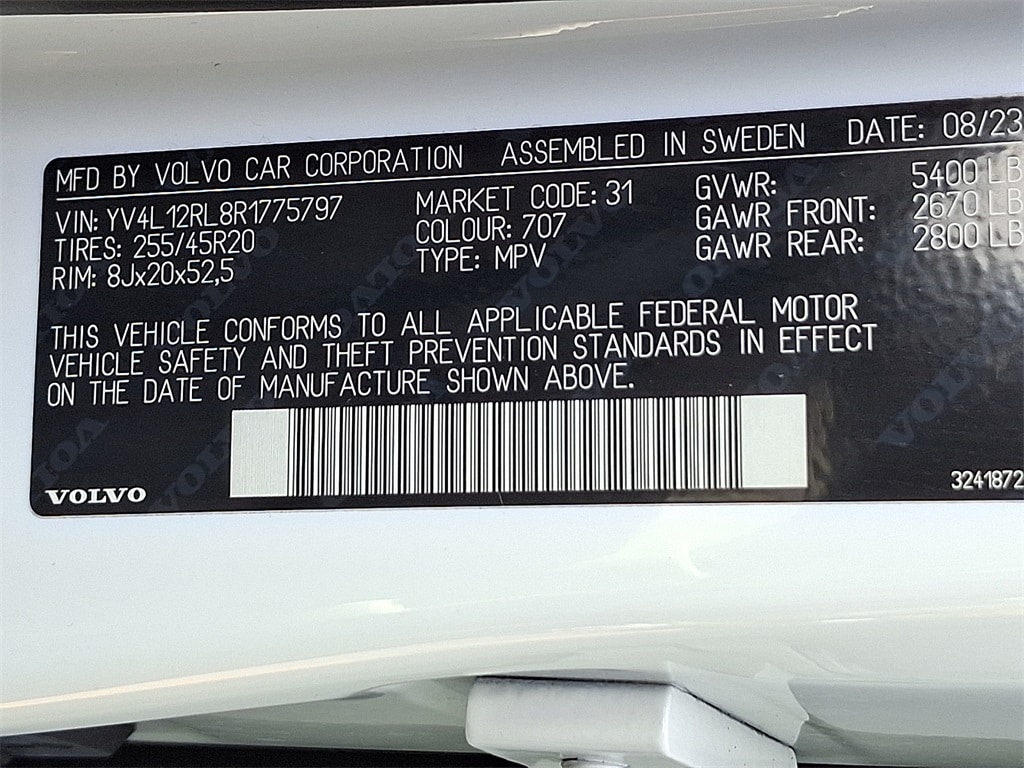 MFD BY VOLVO CAR CORPORATION ASSEMBLED IN SWEDEN DATE: 08/23
VIN: YV4L12RL8R1775797 MARKET CODE: 31 GVWR: 5400 LB
TIRES: 255/45R20 COLOUR: 707 GAWR FRONT: 2670 LB
RIM: 8Jx20x52,5 TYPE: MPV GAWR REAR: 2800 LB
THIS VEHICLE CONFORMS TO ALL APPLICABLE FEDERAL MOTOR
VEHICLE SAFETY AND THEFT PREVENTION STANDARDS IN EFFECT
ON THE DATE OF MANUFACTURE SHOWN ABOVE.
VOLVO 3241872